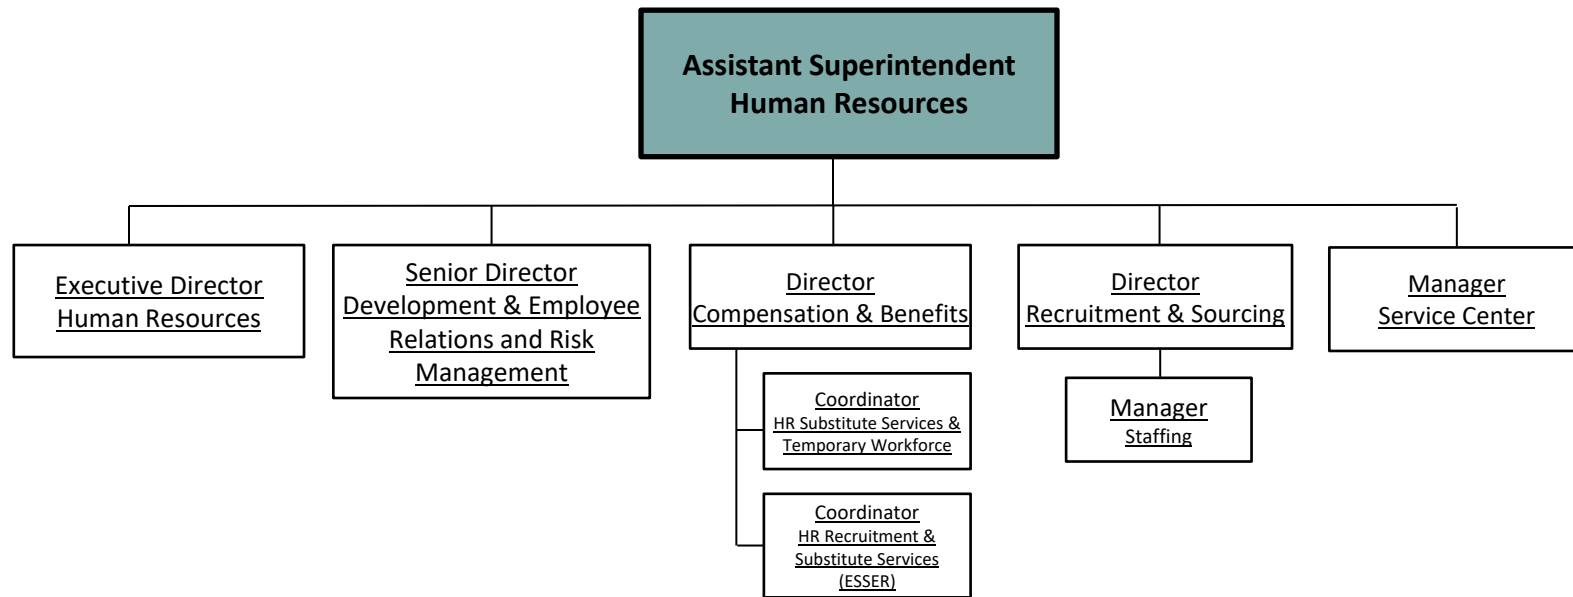 Assistant Superintendent
Human Resources
Executive Director
Human Resources
Senior Director
Development & Employee
Relations and Risk
Management
Director
Compensation & Benefits
Director
Recruitment & Sourcing
Manager
Service Center
Coordinator
HR Substitute Services &
Temporary Workforce
Manager
Staffing
Coordinator
HR Recruitment &
Substitute Services
(ESSER)